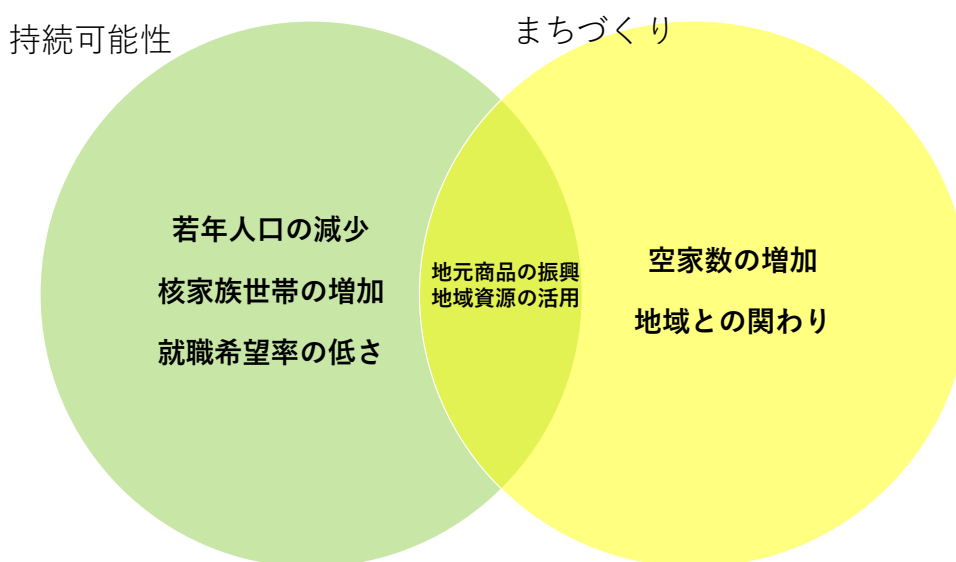 持続可能性
まちづくり
若年人口の減少
核家族世帯の増加
就職希望率の低さ
地元商品の振興
地域資源の活用
空家数の増加
地域との関わり